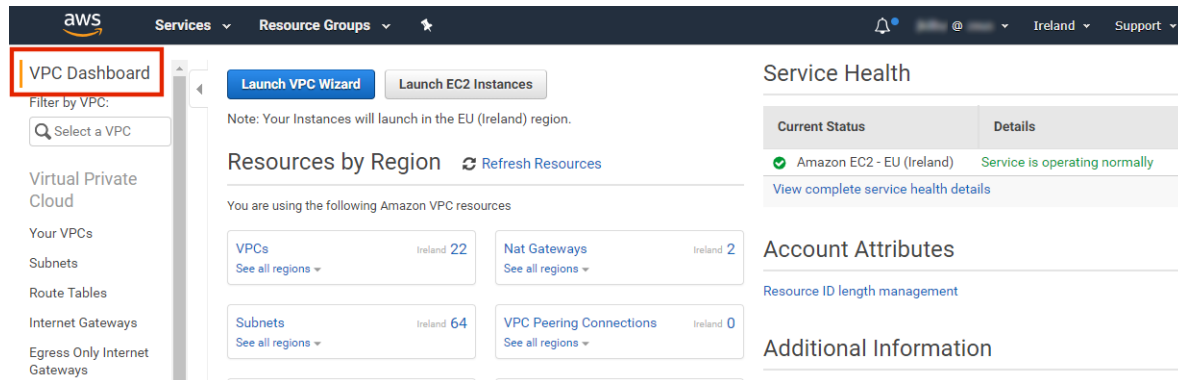 aws
Services
Resource Groups
@
Ireland
Support
VPC Dashboard
Filter by VPC:
Select a VPC
Virtual Private
Cloud
Your VPCs
Subnets
Route Tables
Internet Gateways
Egress Only Internet
Gateways
Launch VPC Wizard
Launch EC2 Instances
Note: Your Instances will launch in the EU (Ireland) region.
Resources by Region
Refresh Resources
You are using the following Amazon VPC resources
VPCs
Ireland 22
See all regions
Nat Gateways
Ireland 2
See all regions
Subnets
Ireland 64
See all regions
VPC Peering Connections
Ireland 0
See all regions
Service Health
Current Status
Details
Amazon EC2 - EU (Ireland)
Service is operating normally
View complete service health details
Account Attributes
Resource ID length management
Additional Information